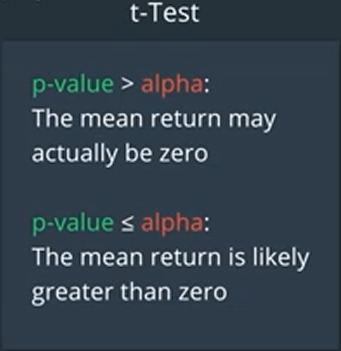 t-Test
p-value > alpha:
The mean return may
actually be zero
p-value ≤ alpha:
The mean return is likely
greater than zero